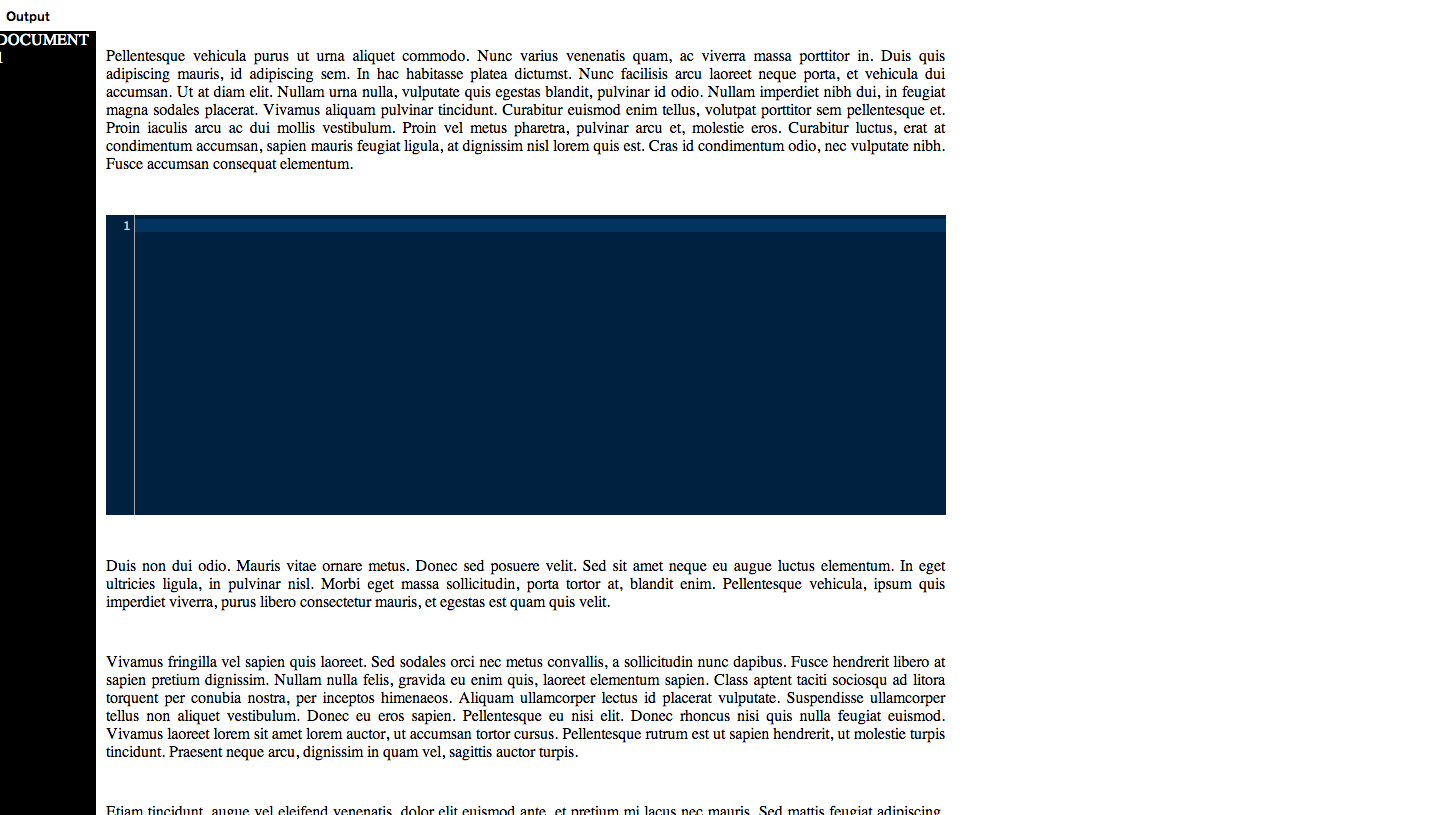 Output
DOCUMENT
1
Pellentesque vehicula purus ut urna aliquet commodo. Nunc varius venenatis quam, ac viverra massa porttitor in. Duis quis
adipiscing mauris, id adipiscing sem. In hac habitasse platea dictumst. Nunc facilisis arcu laoreet neque porta, et vehicula dui
accumsan. Ut at diam elit. Nullam urna nulla, vulputate quis egestas blandit, pulvinar id odio. Nullam imperdiet nibh dui, in feugiat
magna sodales placerat. Vivamus aliquam pulvinar tincidunt. Curabitur euismod enim tellus, volutpat porttitor sem pellentesque et.
Proin iaculis arcu ac dui mollis vestibulum. Proin vel metus pharetra, pulvinar arcu et, molestie eros. Curabitur luctus, erat at
condimentum accumsan, sapien mauris feugiat ligula, at dignissim nisl lorem quis est. Cras id condimentum odio, nec vulputate nibh.
Fusce accumsan consequat elementum.
1
Duis non dui odio. Mauris vitae ornare metus. Donec sed posuere velit. Sed sit amet neque eu augue luctus elementum. In eget
ultricies ligula, in pulvinar nisl. Morbi eget massa sollicitudin, porta tortor at, blandit enim. Pellentesque vehicula, ipsum quis
imperdiet viverra, purus libero consectetur mauris, et egestas est quam quis velit.
Vivamus fringilla vel sapien quis laoreet. Sed sodales orci nec metus convallis, a sollicitudin nunc dapibus. Fusce hendrerit libero at
sapien pretium dignissim. Nullam nulla felis, gravida eu enim quis, laoreet elementum sapien. Class aptent taciti sociosqu ad litora
torquent per conubia nostra, per inceptos himenaeos. Aliquam ullamcorper lectus id placerat vulputate. Suspendisse ullamcorper
tellus non aliquet vestibulum. Donec eu eros sapien. Pellentesque eu nisi elit. Donec rhoncus nisi quis nulla feugiat euismod.
Vivamus laoreet lorem sit amet lorem auctor, ut accumsan tortor cursus. Pellentesque rutrum est ut sapien hendrerit, ut molestie turpis
tincidunt. Praesent neque arcu, dignissim in quam vel, sagittis auctor turpis.
Etiam tincidunt, augue vel eleifend venenatis, dolor elit euismod ante, et pretium mi lacus nec mauris. Sed mattis feugiat adipiscing.